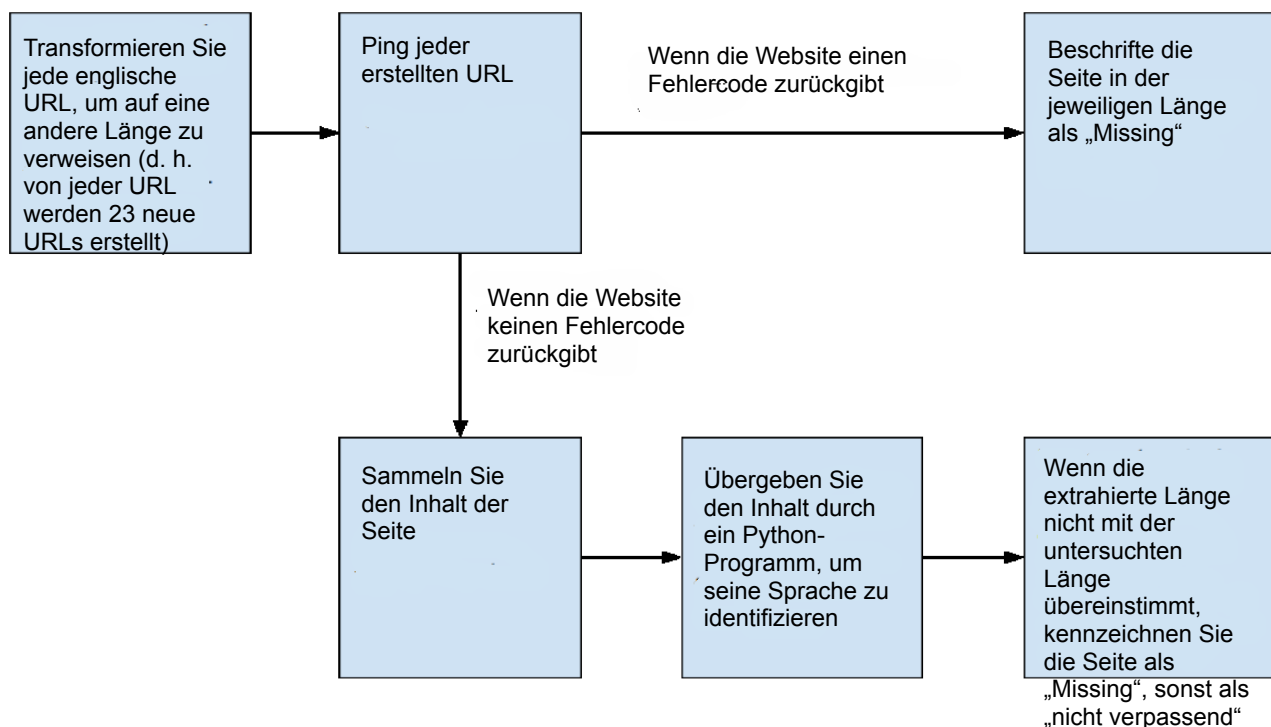 Transformieren Sie
jede englische
URL, um auf eine
andere Länge zu
verweisen (d. h.
von jeder URL
werden 23 neue
URLs erstellt)
Ping jeder
erstellten URL
Wenn die Website einen
Fehlercode zurückgibt
Beschrifte die
Seite in der
jeweiligen Länge
als „Missing“
Wenn die Website
keinen Fehlercode
zurückgibt
Sammeln Sie
den Inhalt der
Seite
Übergeben Sie
den Inhalt durch
ein Python-
Programm, um
seine Sprache zu
identifizieren
Wenn die
extrahierte Länge
nicht mit der
untersuchten
Länge
übereinstimmt,
kennzeichnen Sie
die Seite als
„Missing“, sonst als
„nicht verpassend“